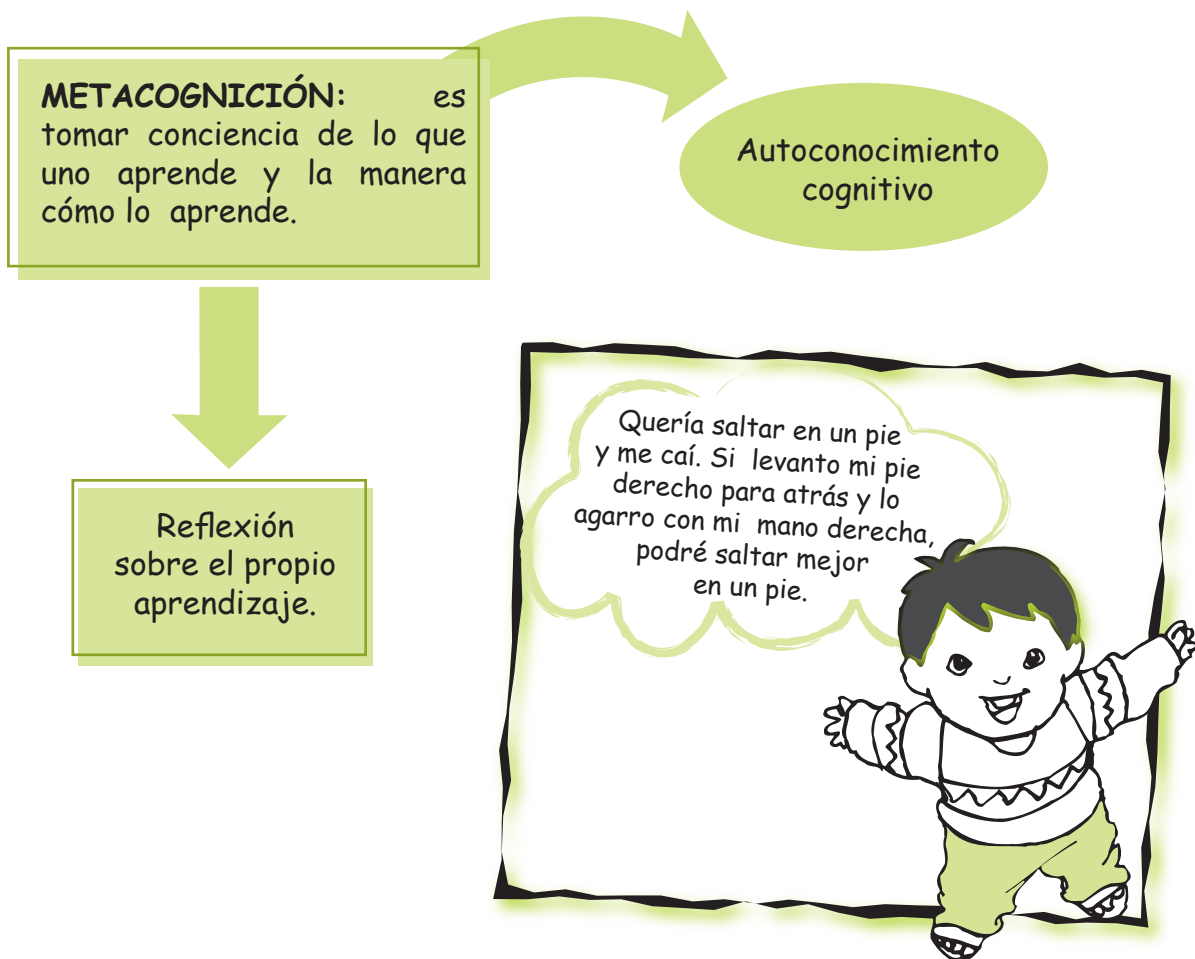 METACOGNICIÓN: es
tomar conciencia de lo que
uno aprende y la manera
cómo lo aprende.
Autoconocimiento
cognitivo
Reflexión
sobre el propio
aprendizaje.
Quería saltar en un pie
y me caí. Si levanto mi pie
derecho para atrás y lo
agarro con mi mano derecha,
podré saltar mejor
en un pie.